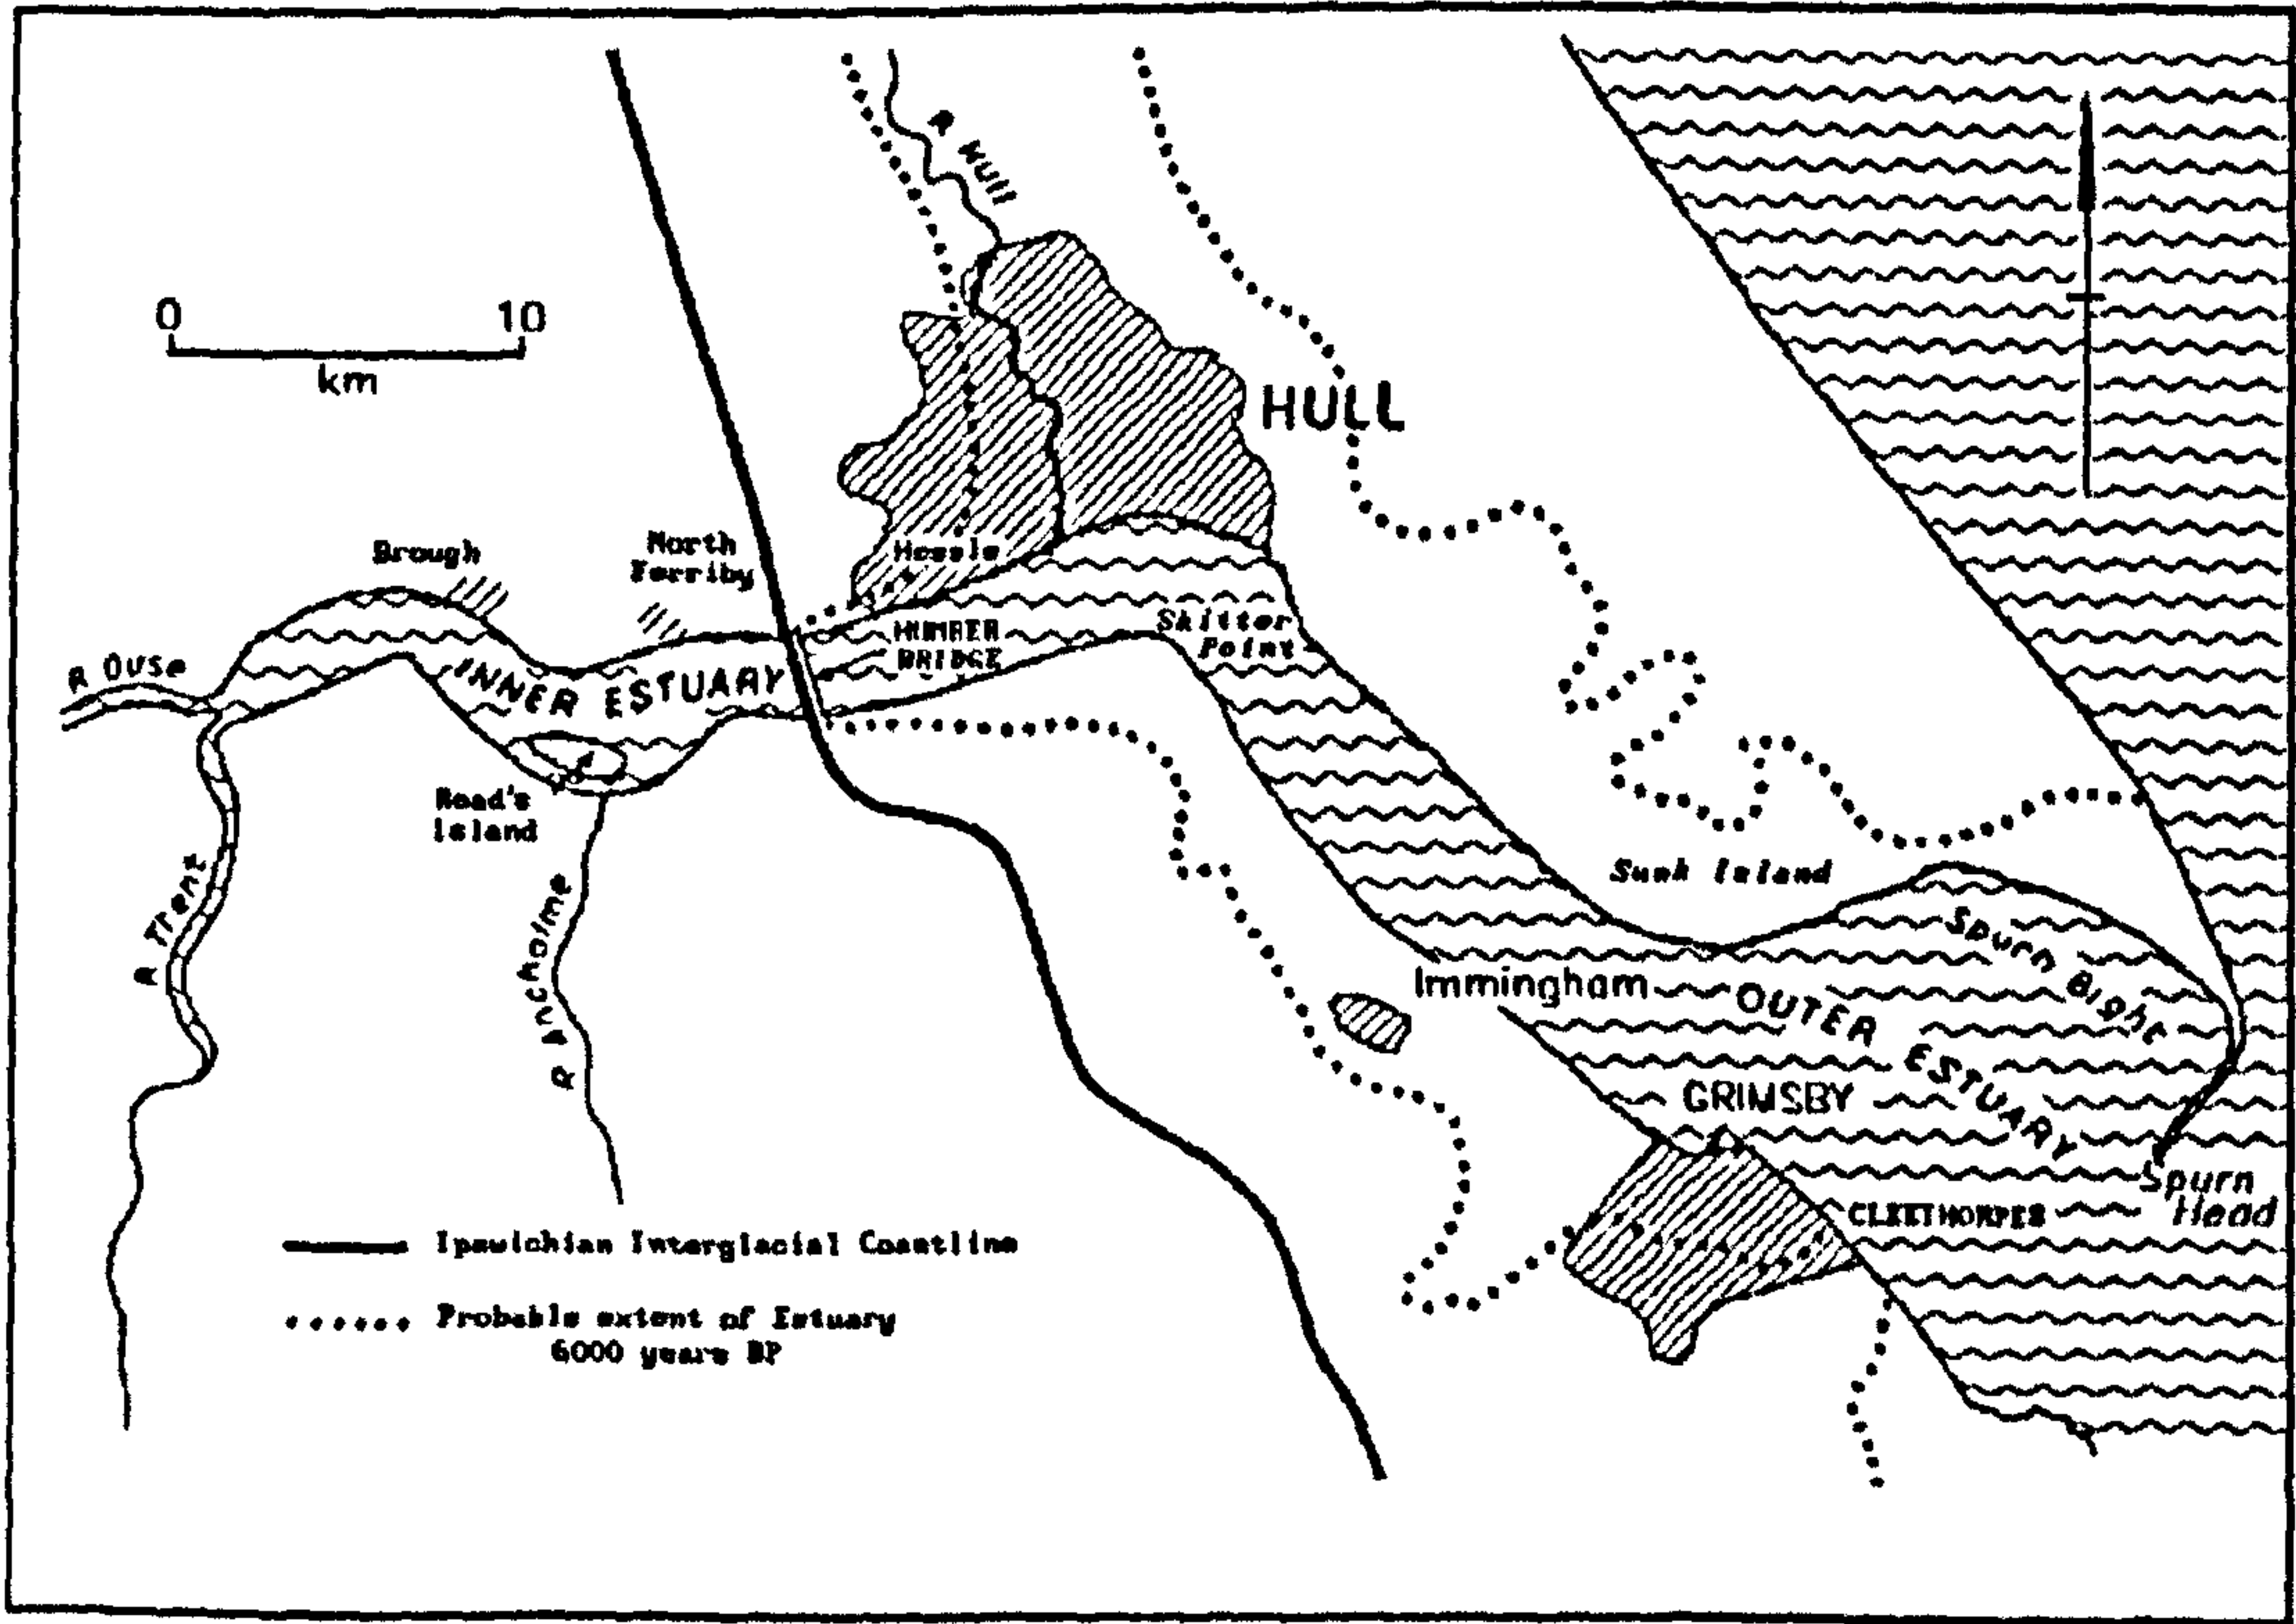 R Hull
0 10
km
HULL
Brough
North
Ferriby
Hessle
HUMBER
BRIDGE
Skitter
Point
R Ouse
INNER ESTUARY
Read's
Island
R Trent
R Ancholme
Sunk Island
Spurn Bight
Immingham
OUTER ESTUARY
GRIMSBY
CLEETHORPES
Spurn
Head
Ipswichian Interglacial Coastline
Probable extent of Estuary
6000 years BP